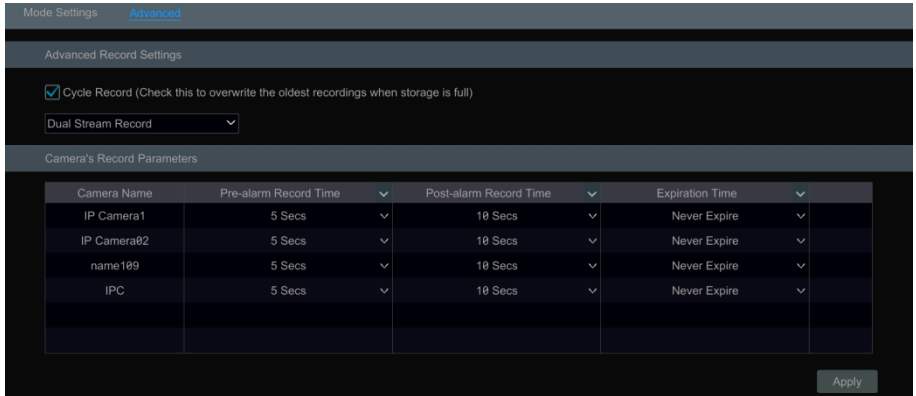 Mode Settings Advanced
Advanced Record Settings
Cycle Record (Check this to overwrite the oldest recordings when storage is full)
Dual Stream Record
Camera's Record Parameters
Camera Name Pre-alarm Record Time Post-alarm Record Time Expiration Time
IP Camera1 5 Secs 10 Secs Never Expire
IP Camera02 5 Secs 10 Secs Never Expire
name109 5 Secs 10 Secs Never Expire
IPC 5 Secs 10 Secs Never Expire
Apply